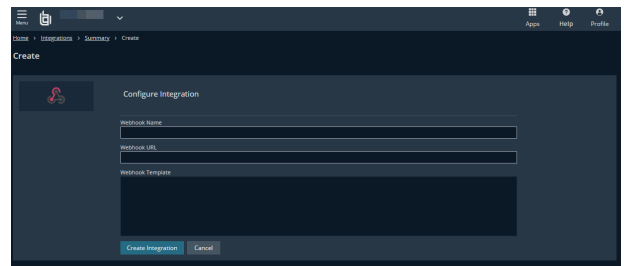 Menu
Apps
Help
Profile
Home › Integrations › Summary › Create
Create
Configure Integration
Webhook Name
Webhook URL
Webhook Template
Create Integration
Cancel